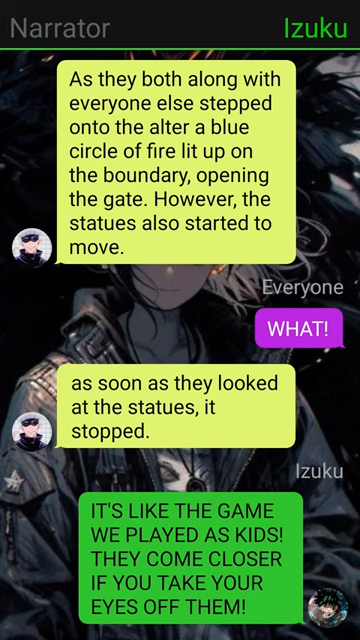 Narrator
Izuku
As they both along with
everyone else stepped
onto the alter a blue
circle of fire lit up on
the boundary, opening
the gate. However, the
statues also started to
move.
Everyone
WHAT!
as soon as they looked
at the statues, it
stopped.
Izuku
IT'S LIKE THE GAME
WE PLAYED AS KIDS!
THEY COME CLOSER
IF YOU TAKE YOUR
EYES OFF THEM!